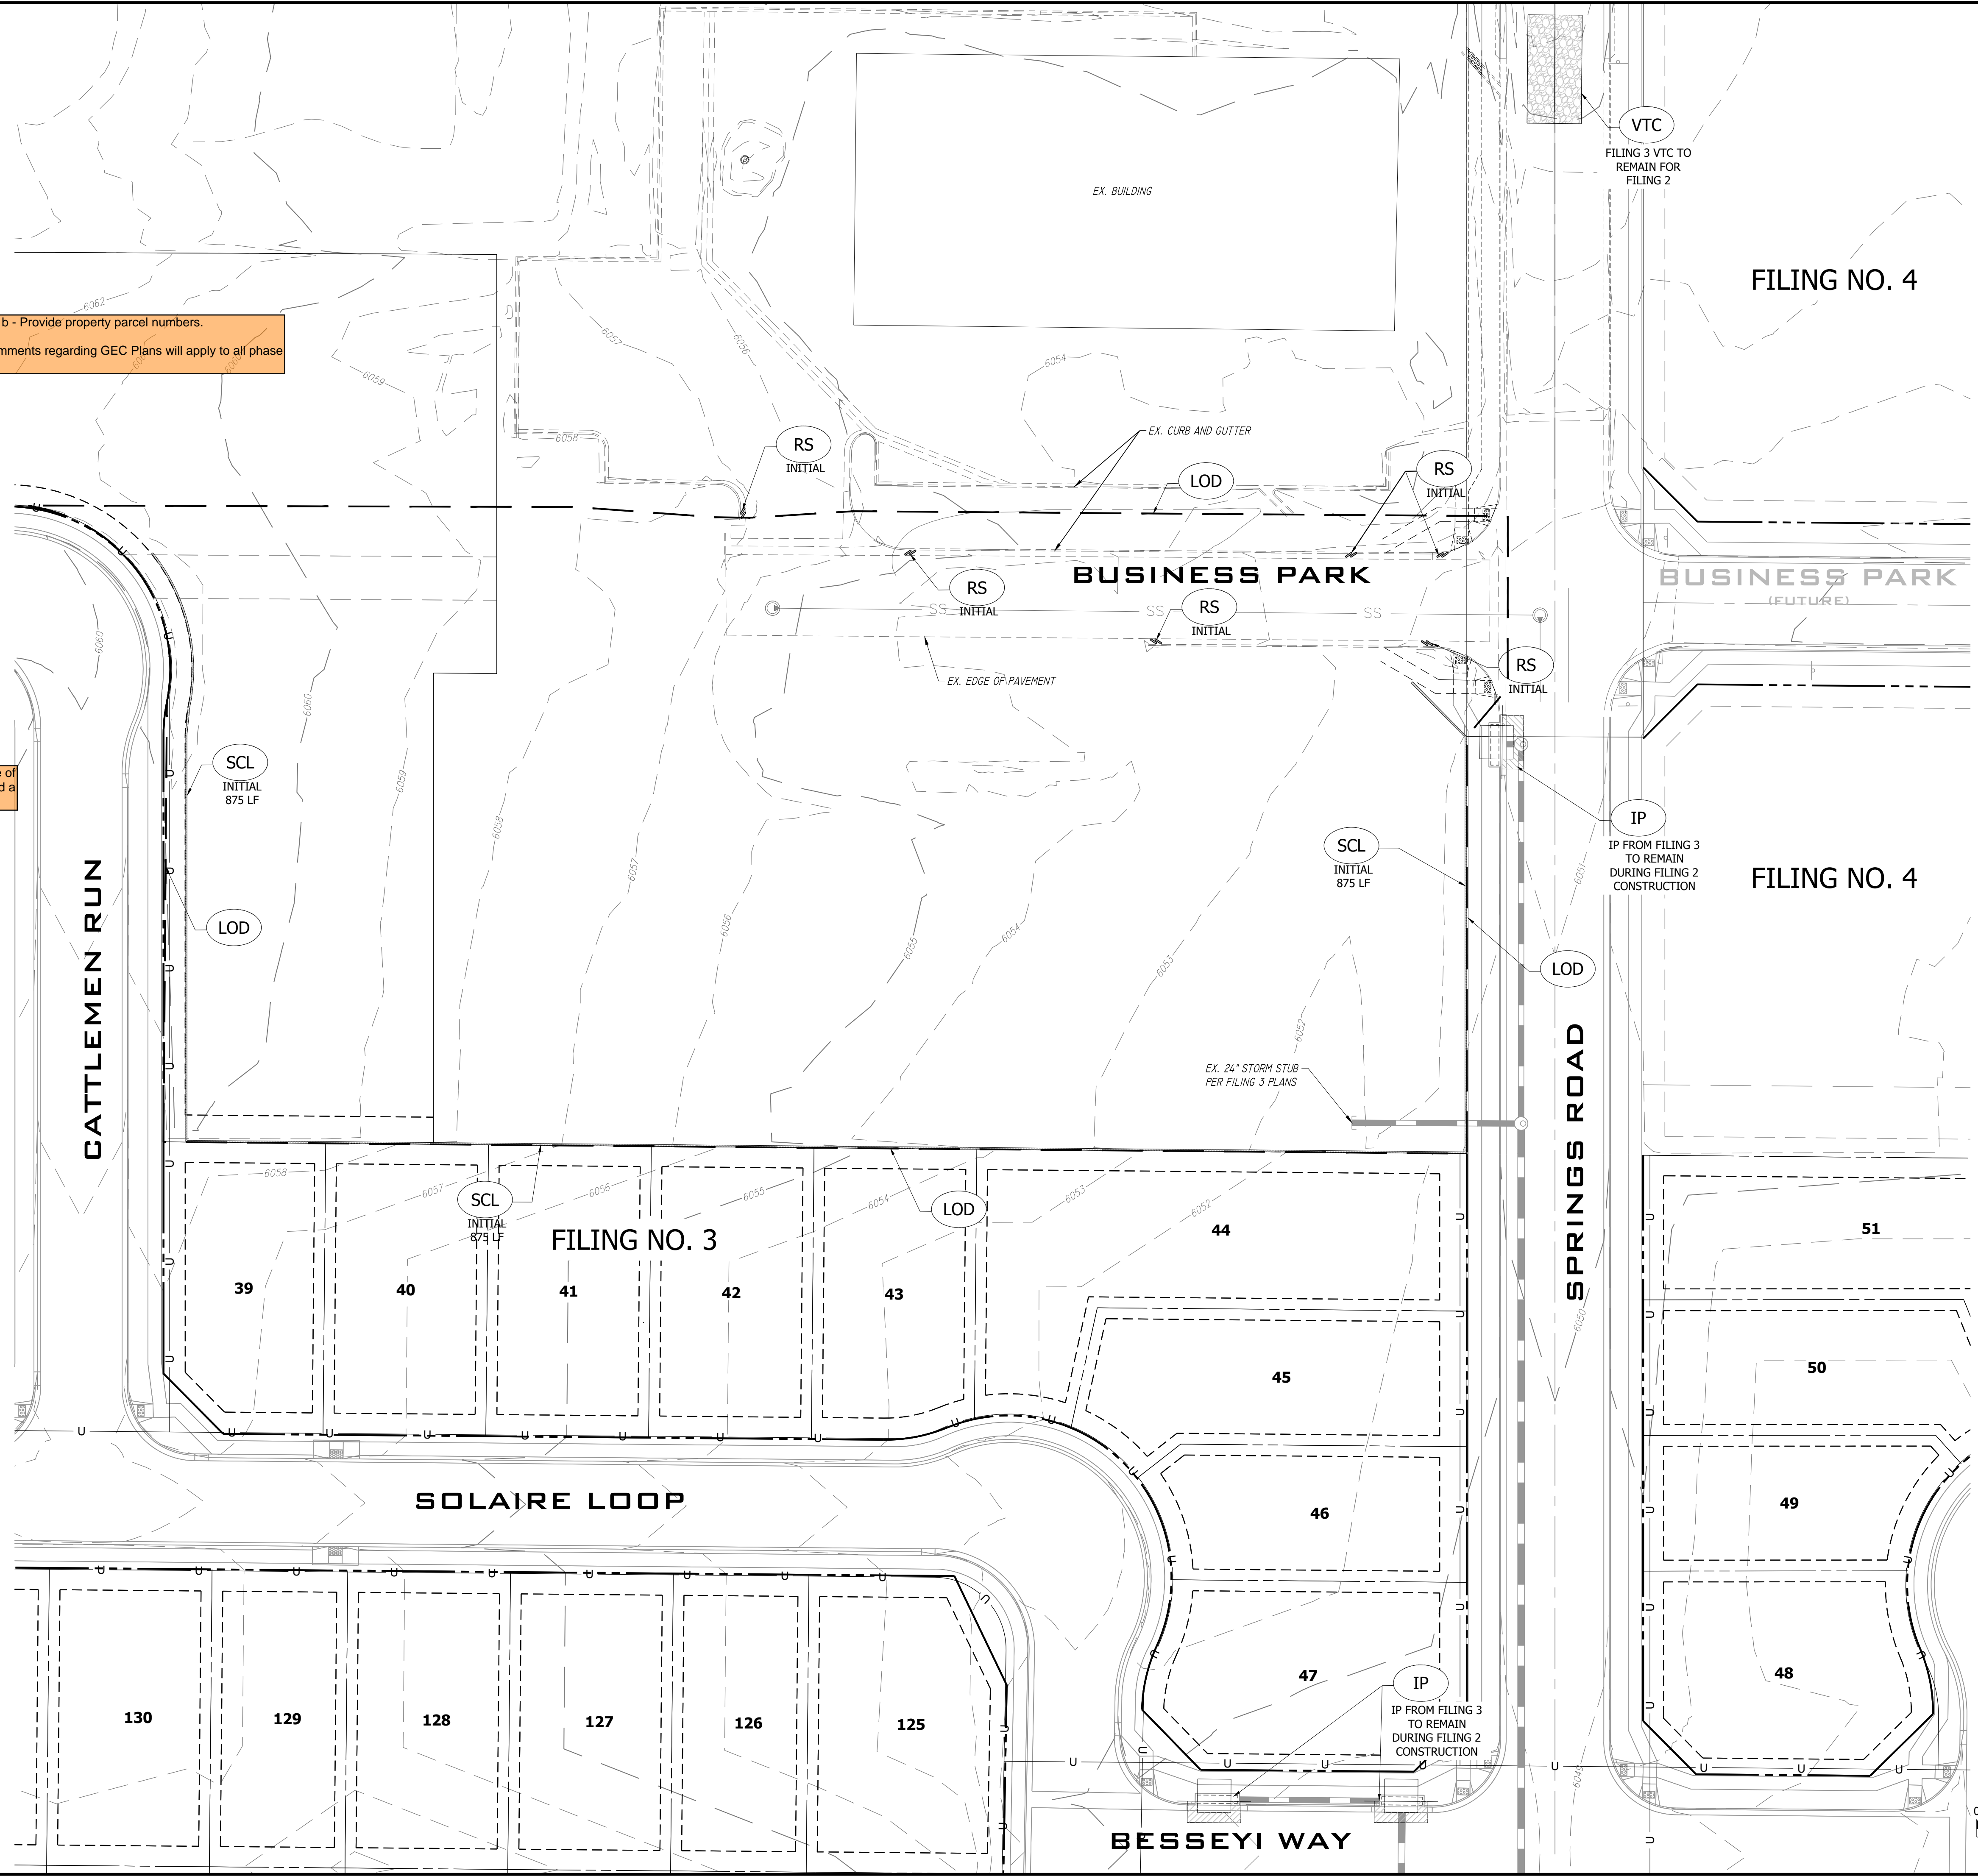 VTC
FILING 3 VTC TO
REMAIN FOR
FILING 2
EX. BUILDING
FILING NO. 4
6062
b - Provide property parcel numbers.
mments regarding GEC Plans will apply to all phase
6057
6056
6054
6059
6058
EX. CURB AND GUTTER
RS
INITIAL
LOD
RS
INITIAL
BUSINESS PARK
BUSINESS PARK
(FUTURE)
RS
INITIAL
RS
INITIAL
SS
SS
SS
6060
RS
INITIAL
EX. EDGE OF PAVEMENT
6060
SCL
INITIAL
875 LF
e of
d a
6059
6058
6057
6056
6055
6054
6053
6052
6051
IP
IP FROM FILING 3
TO REMAIN
DURING FILING 2
CONSTRUCTION
SCL
INITIAL
875 LF
FILING NO. 4
LOD
LOD
CATTLEMEN RUN
SPRINGS ROAD
EX. 24" STORM STUB
PER FILING 3 PLANS
6058
6057
6056
6055
6054
6053
6052
SCL
INITIAL
875 LF
LOD
FILING NO. 3
44
51
39
40
41
42
43
6050
45
50
46
49
SOLAIRE LOOP
47
48
IP
IP FROM FILING 3
TO REMAIN
DURING FILING 2
CONSTRUCTION
130
129
128
127
126
125
6049
BESSEYI WAY